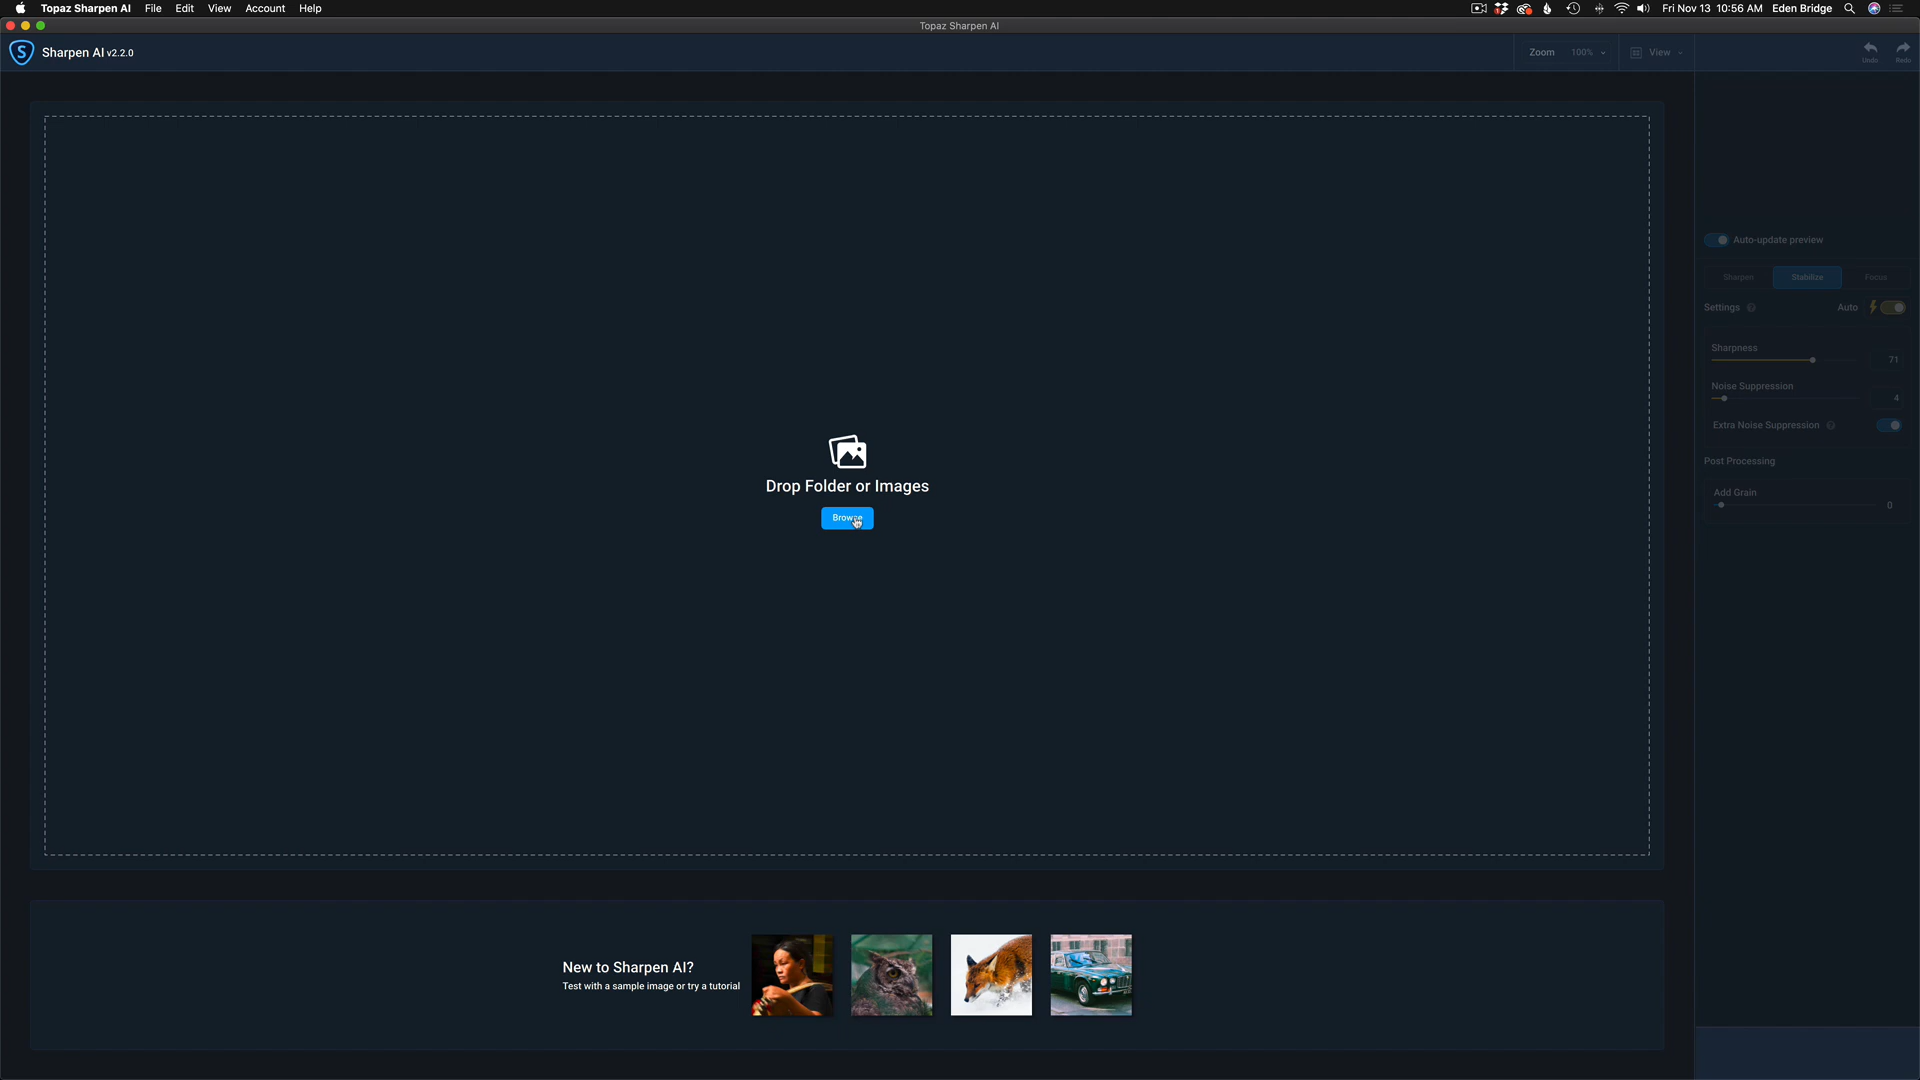 Topaz Sharpen AI File Edit View Account Help
Fri Nov 13 10:56 AM Eden Bridge
Topaz Sharpen AI
S Sharpen AI v2.2.0
Zoom 100% View
Undo Redo
Auto-update preview
Sharpen Stabilize Focus
Settings ? Auto
Sharpness
71
Noise Suppression
4
Extra Noise Suppression ?
Post Processing
Add Grain
0
Drop Folder or Images
Browse
New to Sharpen AI?
Test with a sample image or try a tutorial